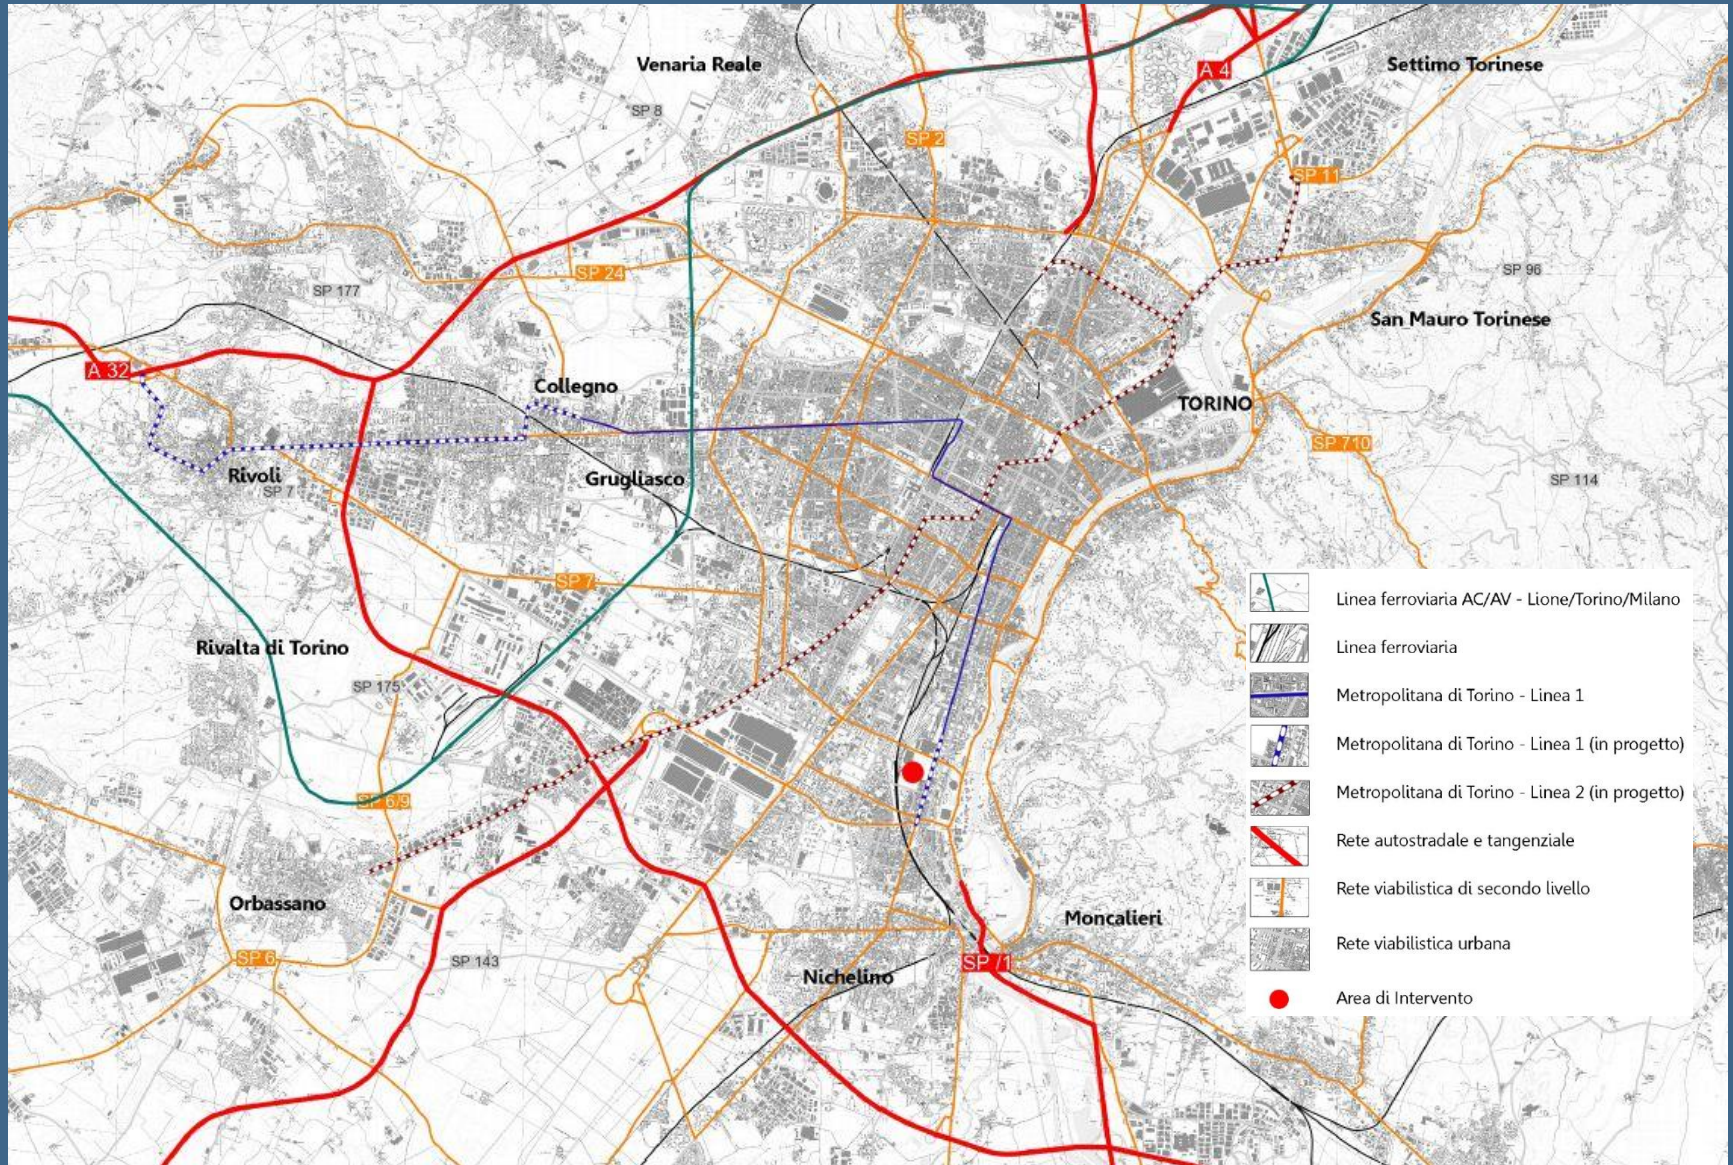 Venaria Reale
A 4
Settimo Torinese
SP 8
SP 2
SP 11
SP 24
SP 96
SP 177
San Mauro Torinese
A 32
Collegno
TORINO
SP 710
Rivoli
SP 7
Grugliasco
SP 114
SP 7
Rivalta di Torino
SP 175
SP 6/9
Orbassano
Moncalieri
SP 6
SP 143
SP /1
Nichelino
Linea ferroviaria AC/AV - Lione/Torino/Milano
Linea ferroviaria
Metropolitana di Torino - Linea 1
Metropolitana di Torino - Linea 1 (in progetto)
Metropolitana di Torino - Linea 2 (in progetto)
Rete autostradale e tangenziale
Rete viabilistica di secondo livello
Rete viabilistica urbana
Area di Intervento